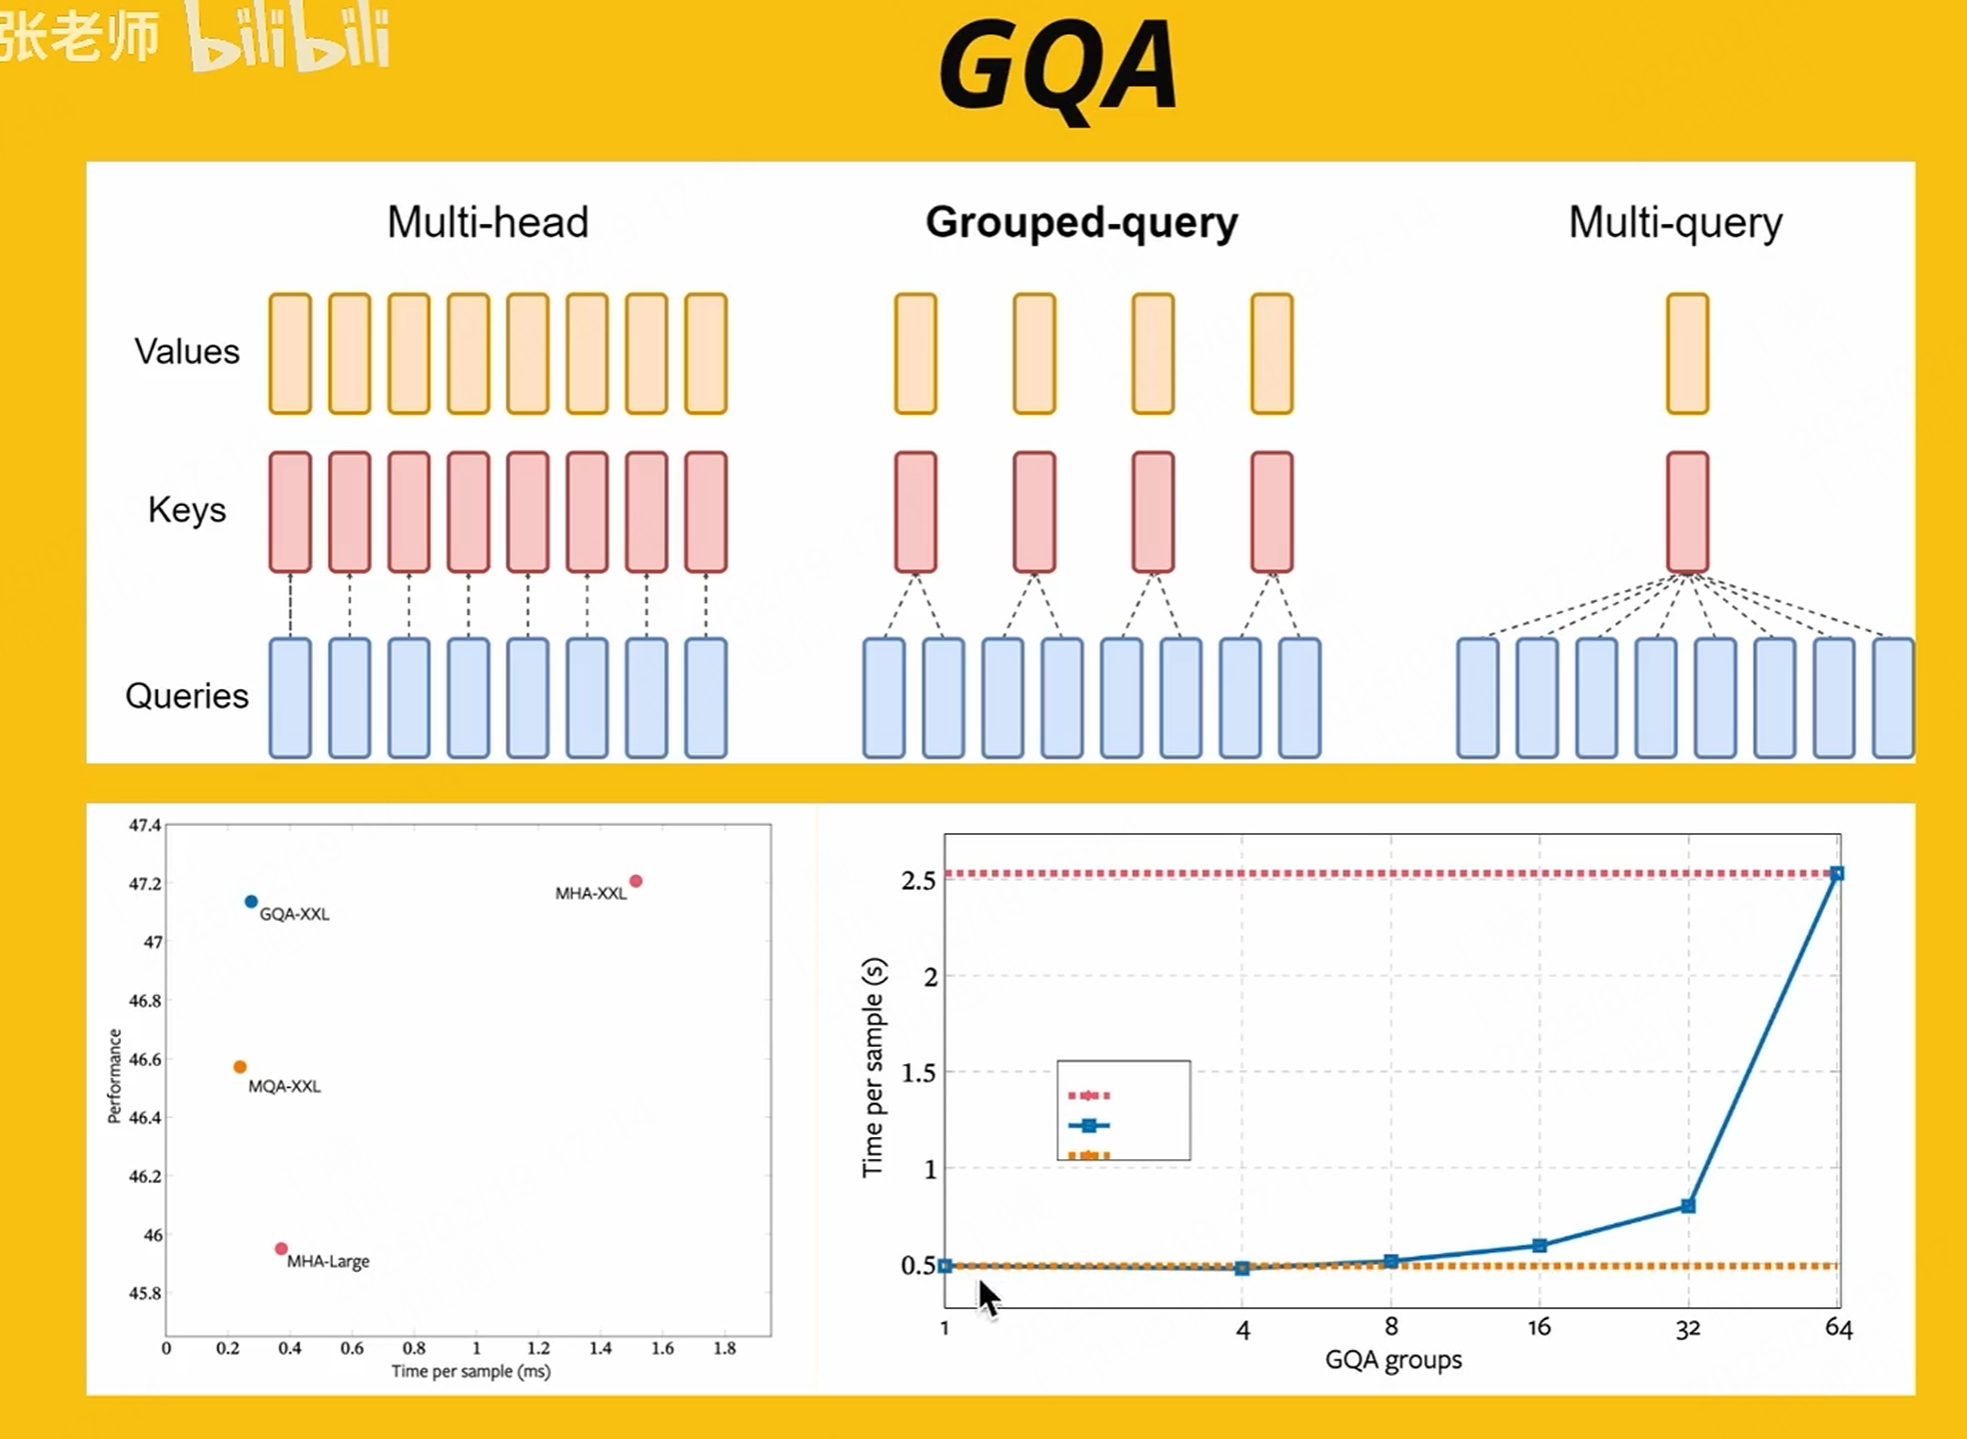 张老师 bilibili
GQA
Multi-head
Grouped-query
Multi-query
Values
Keys
Queries
47.4
47.2
47
46.8
46.6
46.4
46.2
46
45.8
Performance
GQA-XXL
MHA-XXL
MQA-XXL
MHA-Large
0 0.2 0.4 0.6 0.8 1 1.2 1.4 1.6 1.8
Time per sample (ms)
2.5
2
1.5
1
0.5
Time per sample (s)
1 4 8 16 32 64
GQA groups